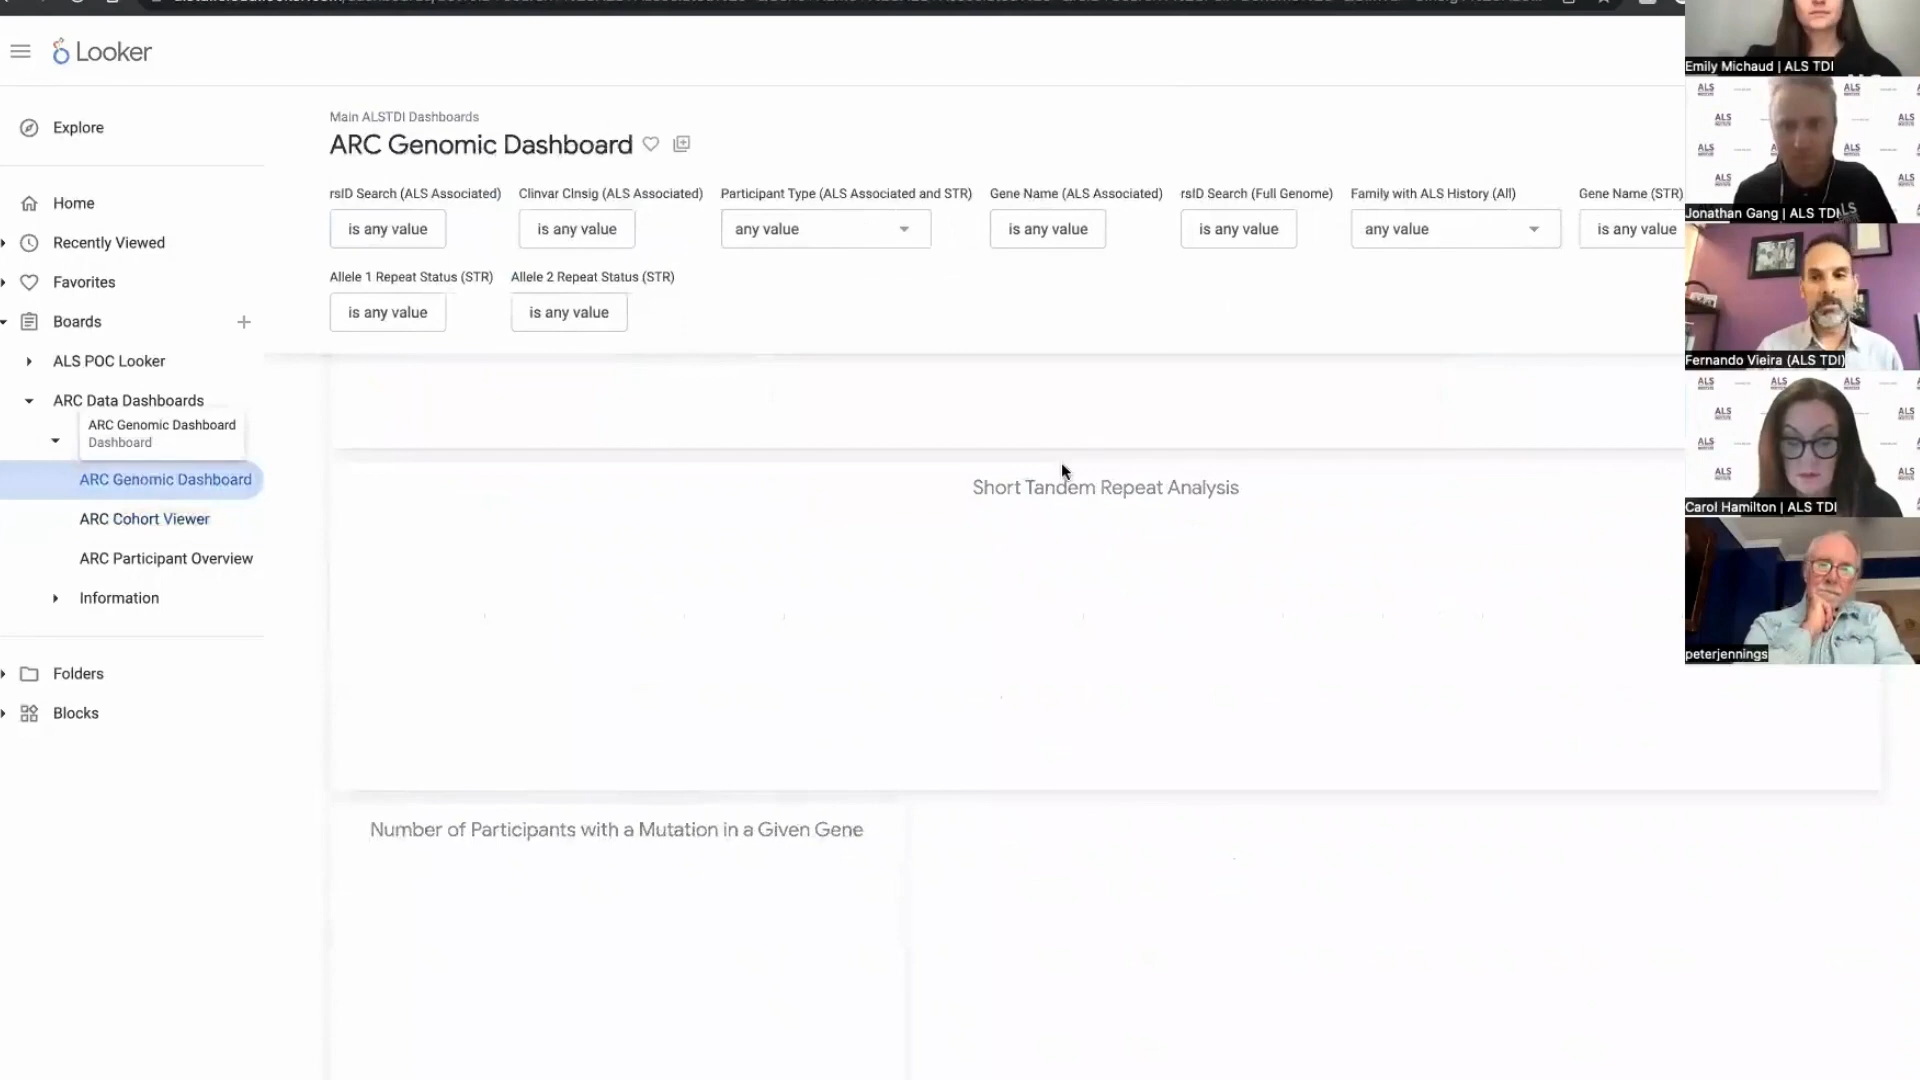 Looker
Explore
Home
Recently Viewed
Favorites
Boards
ALS POC Looker
ARC Data Dashboards
ARC Genomic Dashboard
Dashboard
ARC Genomic Dashboard
ARC Cohort Viewer
ARC Participant Overview
Information
Folders
Blocks
Main ALSTDI Dashboards
ARC Genomic Dashboard
rsID Search (ALS Associated)
is any value
Clinvar Clnsig (ALS Associated)
is any value
Participant Type (ALS Associated and STR)
any value
Gene Name (ALS Associated)
is any value
rsID Search (Full Genome)
is any value
Family with ALS History (All)
any value
Gene Name (STR)
is any value
Allele 1 Repeat Status (STR)
is any value
Allele 2 Repeat Status (STR)
is any value
Short Tandem Repeat Analysis
Number of Participants with a Mutation in a Given Gene
Emily Michaud | ALS TDI
Jonathan Gang | ALS TDI
Fernando Vieira (ALS TDI)
Carol Hamilton | ALS TDI
peterjennings